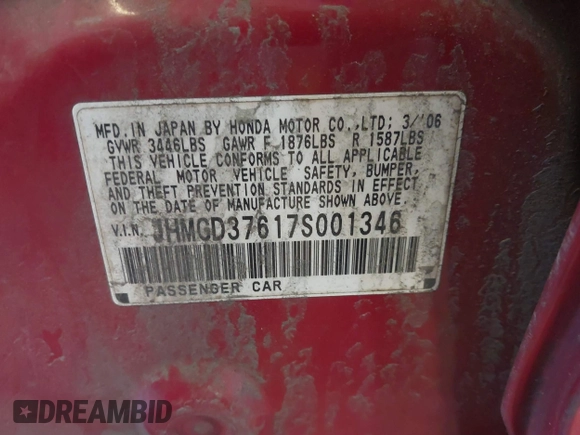 MFD. IN JAPAN BY HONDA MOTOR CO.,LTD; 3/'06
GVWR 3446LBS GAWR F 1876LBS R 1587LBS
THIS VEHICLE CONFORMS TO ALL APPLICABLE
FEDERAL MOTOR VEHICLE SAFETY, BUMPER,
AND THEFT PREVENTION STANDARDS IN EFFECT
ON THE DATE OF MANUFACTURE SHOWN ABOVE.
V.I.N. JHMGD37617S001346
PASSENGER CAR
DREAMBID